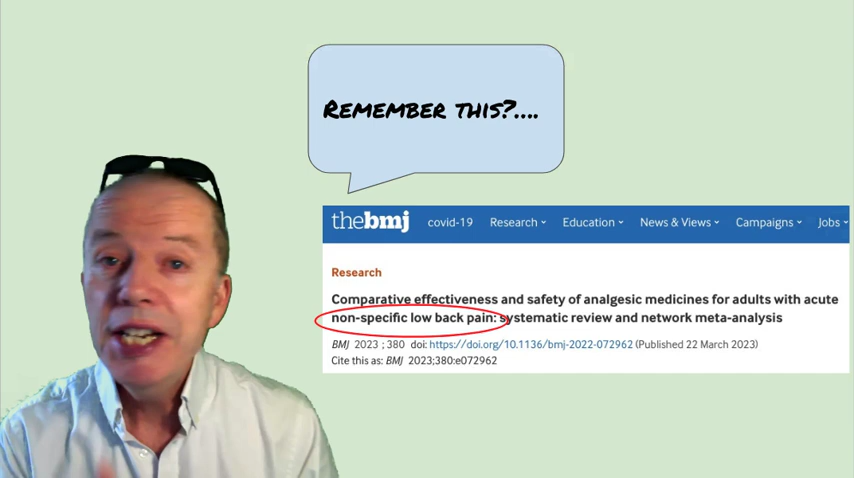 Remember this?....
thebmj covid-19 Research Education News & Views Campaigns Jobs
Research
Comparative effectiveness and safety of analgesic medicines for adults with acute
non-specific low back pain: systematic review and network meta-analysis
BMJ 2023 ; 380 doi: https://doi.org/10.1136/bmj-2022-072962 (Published 22 March 2023)
Cite this as: BMJ 2023;380:e072962